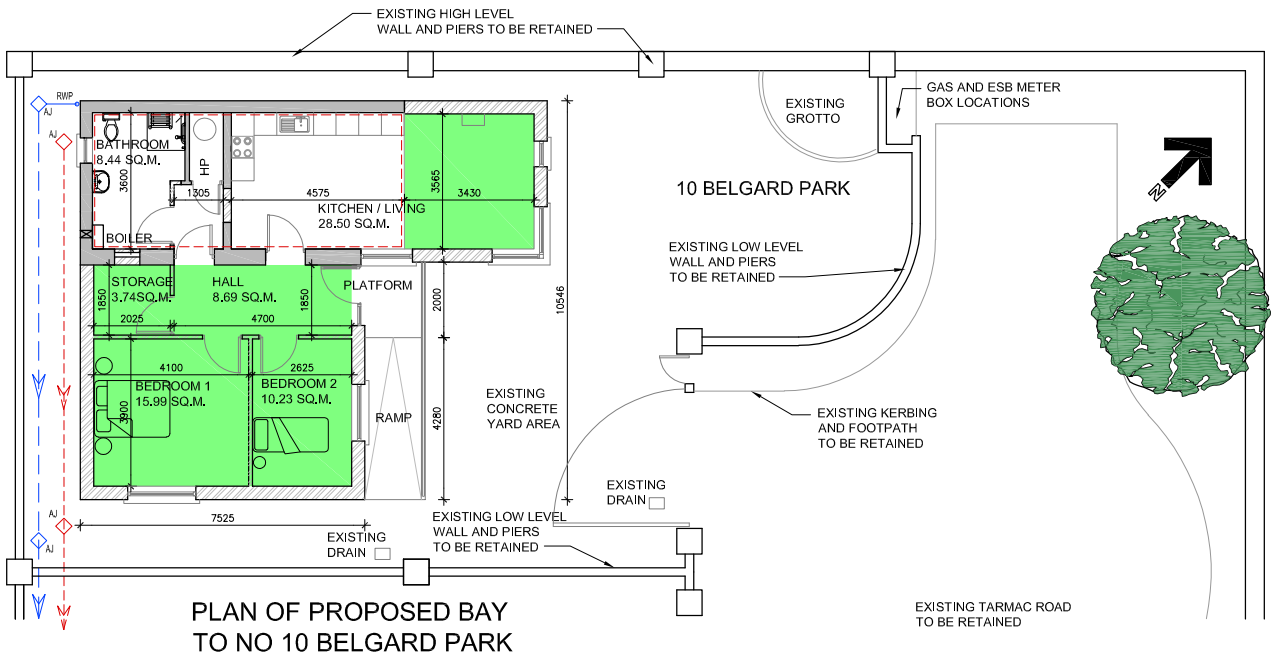 EXISTING HIGH LEVEL
WALL AND PIERS TO BE RETAINED
RWP
AJ
AJ
GAS AND ESB METER
BOX LOCATIONS
EXISTING
GROTTO
BATHROOM
8.44 SQ.M.
HP
3600
1305
4575
3565
3430
KITCHEN / LIVING
28.50 SQ.M.
BOILER
10 BELGARD PARK
N
EXISTING LOW LEVEL
WALL AND PIERS
TO BE RETAINED
STORAGE
3.74SQ.M.
HALL
8.69 SQ.M.
PLATFORM
1850
1850
2000
10546
2025
4700
4100
2625
BEDROOM 1
15.99 SQ.M.
BEDROOM 2
10.23 SQ.M.
3900
RAMP
4280
EXISTING
CONCRETE
YARD AREA
EXISTING KERBING
AND FOOTPATH
TO BE RETAINED
EXISTING
DRAIN
AJ
AJ
7525
EXISTING
DRAIN
EXISTING LOW LEVEL
WALL AND PIERS
TO BE RETAINED
PLAN OF PROPOSED BAY
TO NO 10 BELGARD PARK
EXISTING TARMAC ROAD
TO BE RETAINED